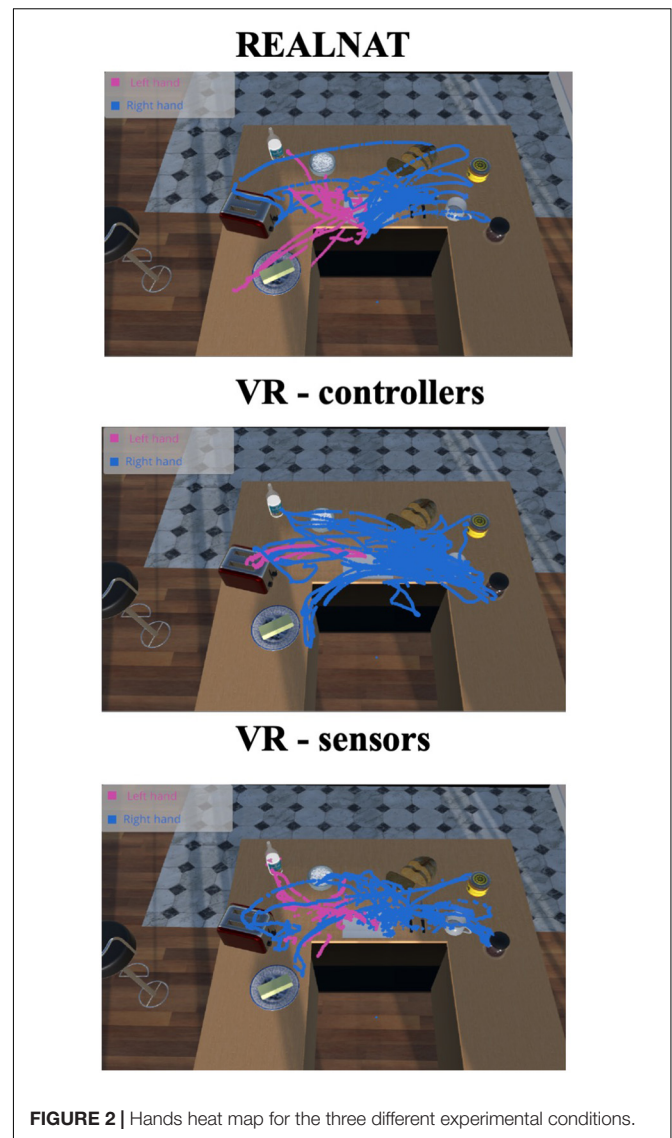 REALNAT
Left hand
Right hand
VR - controllers
Left hand
Right hand
VR - sensors
Left hand
Right hand
FIGURE 2 | Hands heat map for the three different experimental conditions.